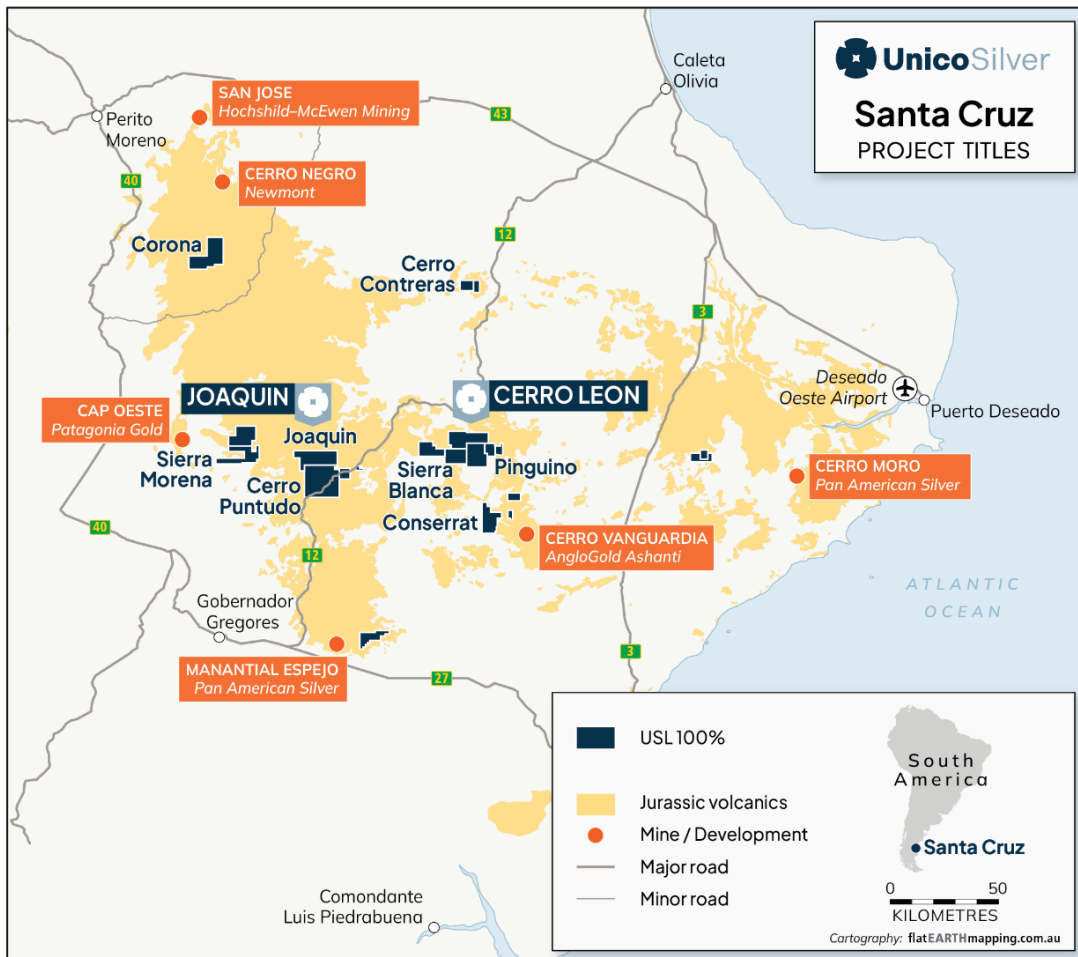 UnicoSilver
Santa Cruz
PROJECT TITLES
Caleta
Olivia
SAN JOSE
Hochshild–McEwen Mining
Perito
Moreno
43
CERRO NEGRO
Newmont
40
Corona
12
Cerro
Contreras
3
JOAQUIN
CERRO LEON
Deseado
Oeste Airport
Puerto Deseado
CAP OESTE
Patagonia Gold
Joaquin
Sierra
Morena
Cerro
Puntudo
Sierra
Blanca
Pinguino
CERRO MORO
Pan American Silver
Conserrat
CERRO VANGUARDIA
AngloGold Ashanti
40
12
ATLANTIC
OCEAN
Gobernador
Gregores
3
MANANTIAL ESPEJO
Pan American Silver
27
USL 100%
Jurassic volcanics
Mine / Development
Major road
Minor road
South
America
Santa Cruz
0 50
KILOMETRES
Cartography: flatEARTHmapping.com.au
Comondante
Luis Piedrabuena